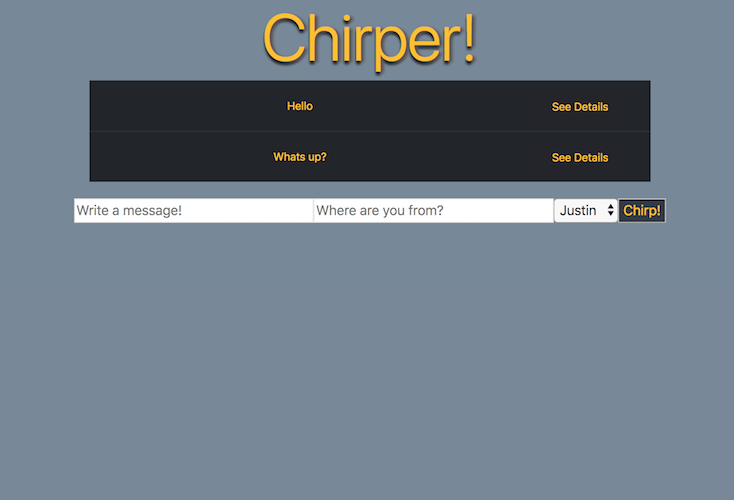 Chirper!
Hello See Details
Whats up? See Details
Write a message! Where are you from? Justin Chirp!